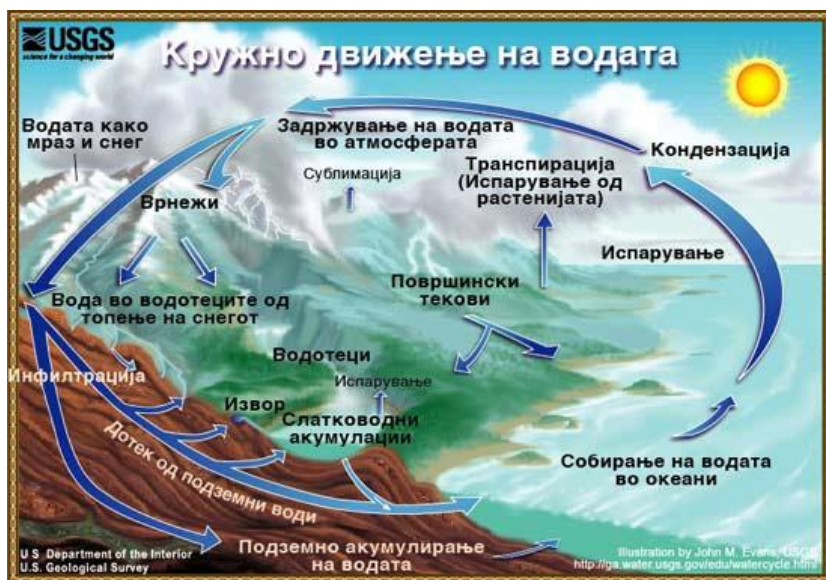 USGS
science for a changing world
Кружно движење на водата
Водата како
мраз и снег
Задржување на водата
во атмосферата
Кондензација
Сублимација
Транспирација
(Испарување од
растенијата)
Врнежи
Испарување
Површински
текови
Вода во водотеците од
топење на снегот
Водотеци
Инфилтрација
Испарување
Извор
Слатководни
акумулации
Дотек од подземни води
Собирање на водата
во океани
Подземно акумулирање
на водата
U S Department of the Interior
U.S. Geological Survey
Illustration by John M. Evans, USGS
http://ga.water.usgs.gov/edu/watercycle.html